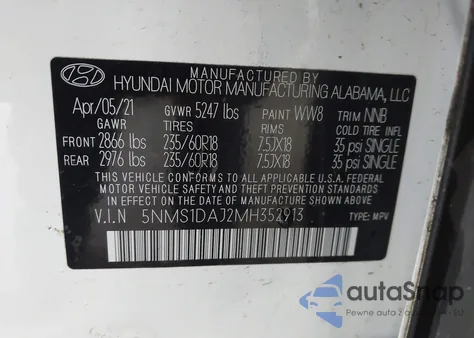 MANUFACTURED BY
HYUNDAI MOTOR MANUFACTURING ALABAMA, LLC
Apr/05/21 GVWR 5247 lbs PAINT WW8 TRIM NNB
GAWR TIRES RIMS COLD TIRE INFL
FRONT 2866 lbs 235/60R18 7.5JX18 35 psi SINGLE
REAR 2976 lbs 235/60R18 7.5JX18 35 psi SINGLE
THIS VEHICLE CONFORMS TO ALL APPLICABLE U.S. FEDERAL
MOTOR VEHICLE SAFETY, BUMPER, AND THEFT PREVENTION STANDARDS
IN EFFECT ON THE DATE OF MANUFACTURE SHOWN ABOVE.
V.I.N 5NMS1DAJ2MH352913 TYPE: MPV
autoSnap